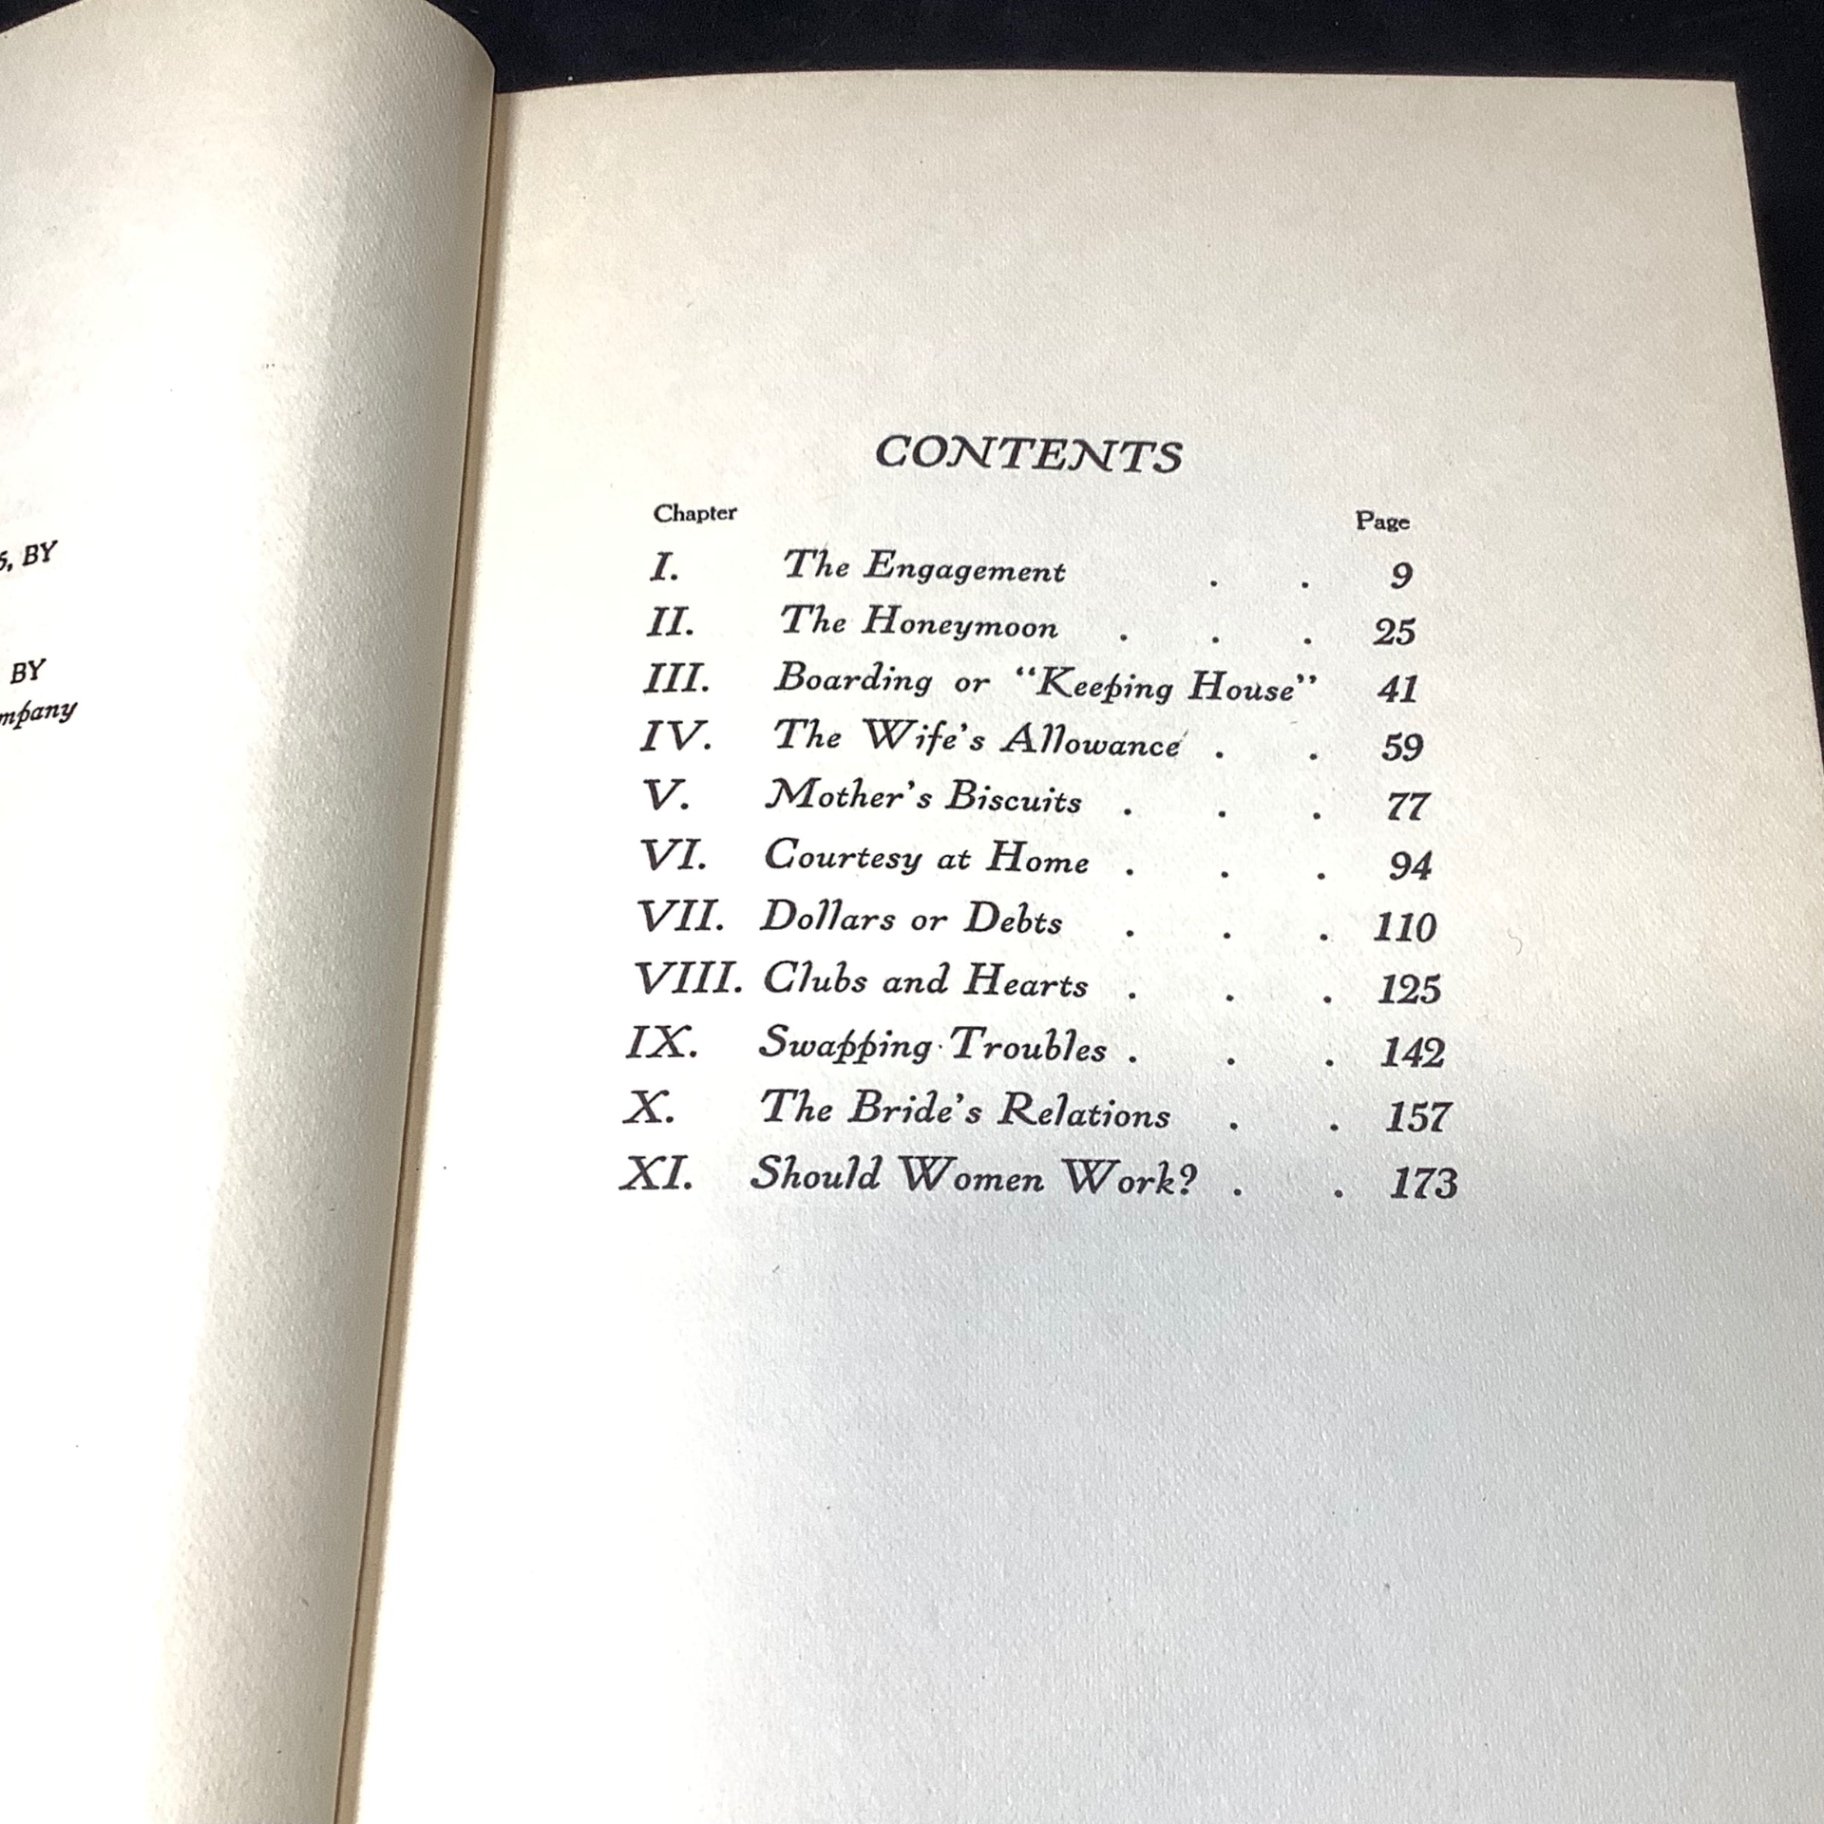 5, BY
BY
mpany
CONTENTS
Chapter Page
I. The Engagement . . 9
II. The Honeymoon . . . 25
III. Boarding or "Keeping House" 41
IV. The Wife's Allowance . . 59
V. Mother's Biscuits . . . 77
VI. Courtesy at Home . . . 94
VII. Dollars or Debts . . . 110
VIII. Clubs and Hearts . . . 125
IX. Swapping Troubles . . . 142
X. The Bride's Relations . . 157
XI. Should Women Work? . . 173